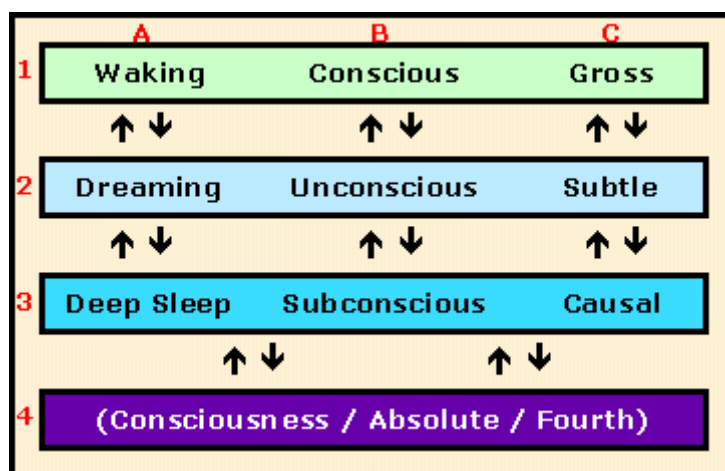 A B C
1 Waking Conscious Gross
2 Dreaming Unconscious Subtle
3 Deep Sleep Subconscious Causal
4 (Consciousness / Absolute / Fourth)